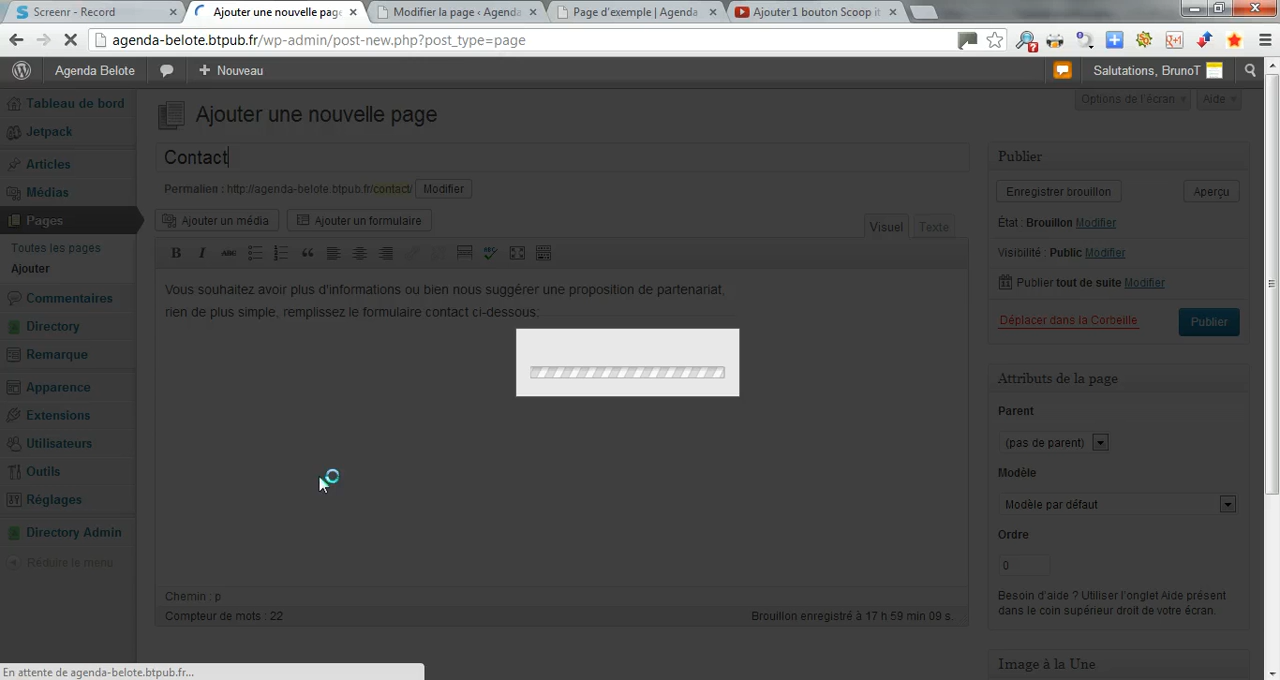 Screenr - Record
Ajouter une nouvelle page
Modifier la page ‹ Agenda
Page d'exemple | Agenda
Ajouter 1 bouton Scoop it
agenda-belote.btpub.fr/wp-admin/post-new.php?post_type=page
Agenda Belote
Nouveau
Salutations, BrunoT
Tableau de bord
Jetpack
Articles
Médias
Pages
Toutes les pages
Ajouter
Commentaires
Directory
Remarque
Apparence
Extensions
Utilisateurs
Outils
Réglages
Directory Admin
Réduire le menu
Options de l'écran
Aide
Ajouter une nouvelle page
Contact
Permalien : http://agenda-belote.btpub.fr/contact/ Modifier
Ajouter un média
Ajouter un formulaire
Visuel
Texte
B I ABC
ABC
Vous souhaitez avoir plus d'informations ou bien nous suggérer une proposition de partenariat,
rien de plus simple, remplissez le formulaire contact ci-dessous:
Chemin : p
Compteur de mots : 22
Brouillon enregistré à 17 h 59 min 09 s.
Publier
Enregistrer brouillon
Aperçu
État : Brouillon Modifier
Visibilité : Public Modifier
Publier tout de suite Modifier
Déplacer dans la Corbeille
Publier
Attributs de la page
Parent
(pas de parent)
Modèle
Modèle par défaut
Ordre
0
Besoin d'aide ? Utiliser l'onglet Aide présent
dans le coin supérieur droit de votre écran.
Image à la Une
En attente de agenda-belote.btpub.fr...